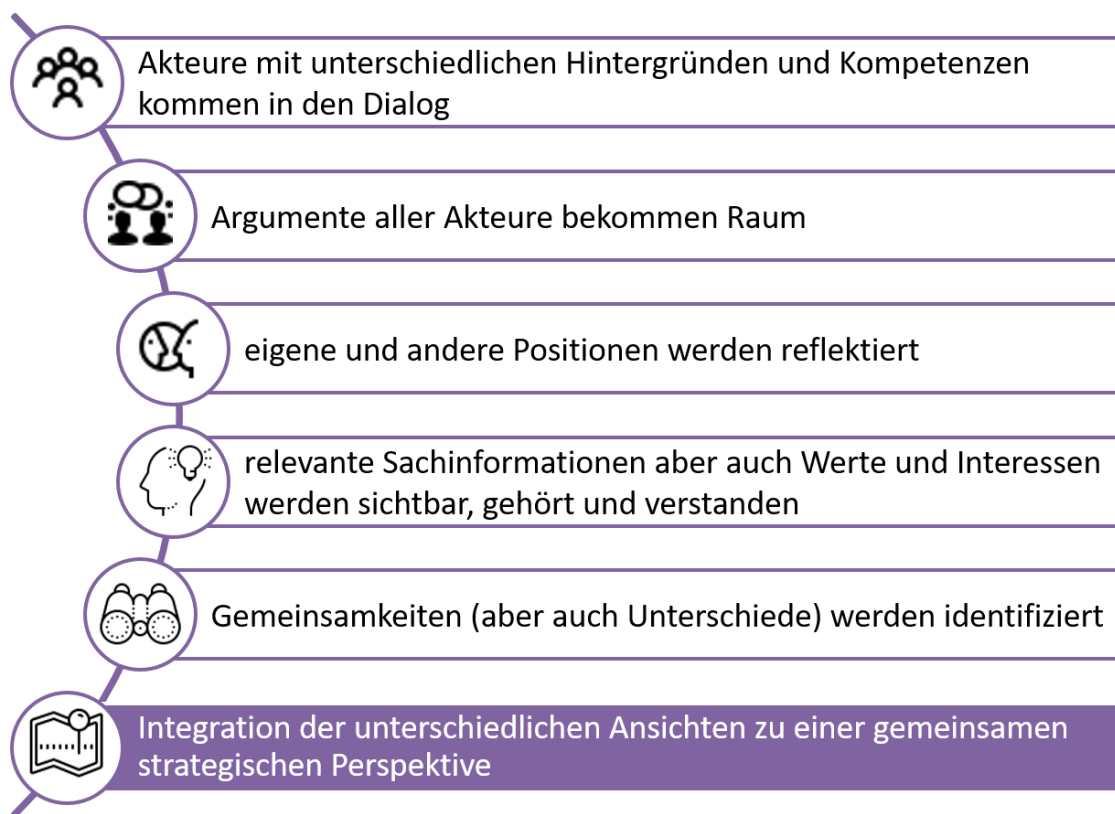 Akteure mit unterschiedlichen Hintergründen und Kompetenzen
kommen in den Dialog
Argumente aller Akteure bekommen Raum
eigene und andere Positionen werden reflektiert
relevante Sachinformationen aber auch Werte und Interessen
werden sichtbar, gehört und verstanden
Gemeinsamkeiten (aber auch Unterschiede) werden identifiziert
Integration der unterschiedlichen Ansichten zu einer gemeinsamen
strategischen Perspektive